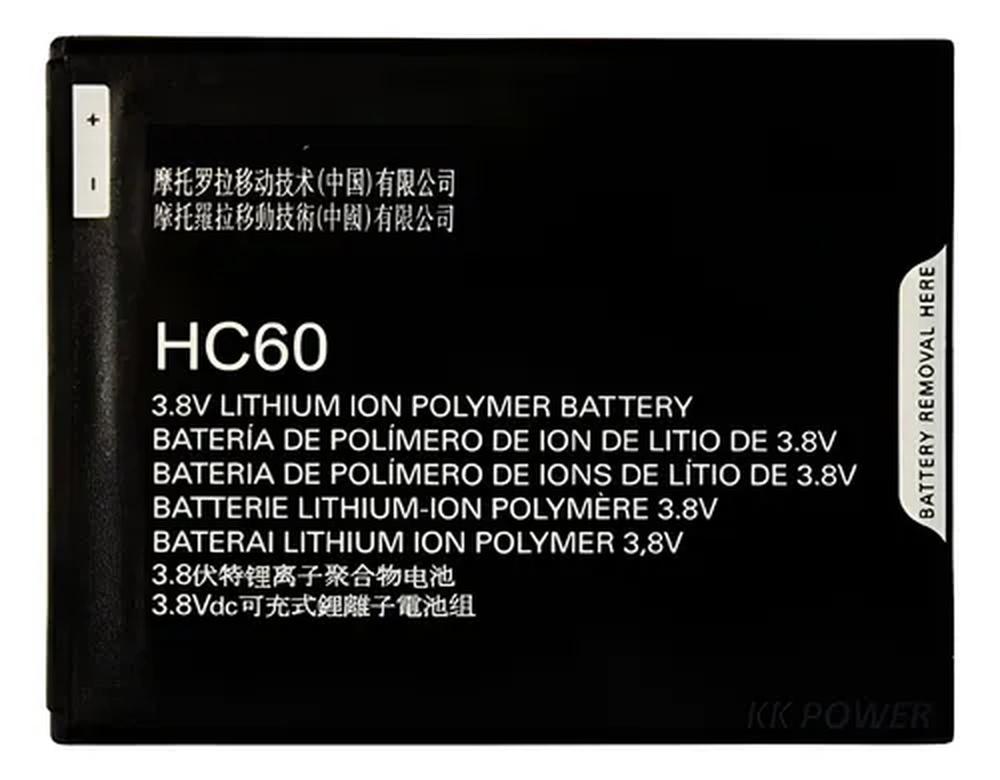 +
-
摩托罗拉移动技术(中国)有限公司
摩托羅拉移動技術(中國)有限公司
HC60
3.8V LITHIUM ION POLYMER BATTERY
BATERÍA DE POLÍMERO DE ION DE LITIO DE 3.8V
BATERIA DE POLÍMERO DE IONS DE LÍTIO DE 3.8V
BATTERIE LITHIUM-ION POLYMÈRE 3.8V
BATERAI LITHIUM ION POLYMER 3,8V
3.8伏特锂离子聚合物电池
3.8Vdc可充式鋰離子電池组
BATTERY REMOVAL HERE
KK POWER